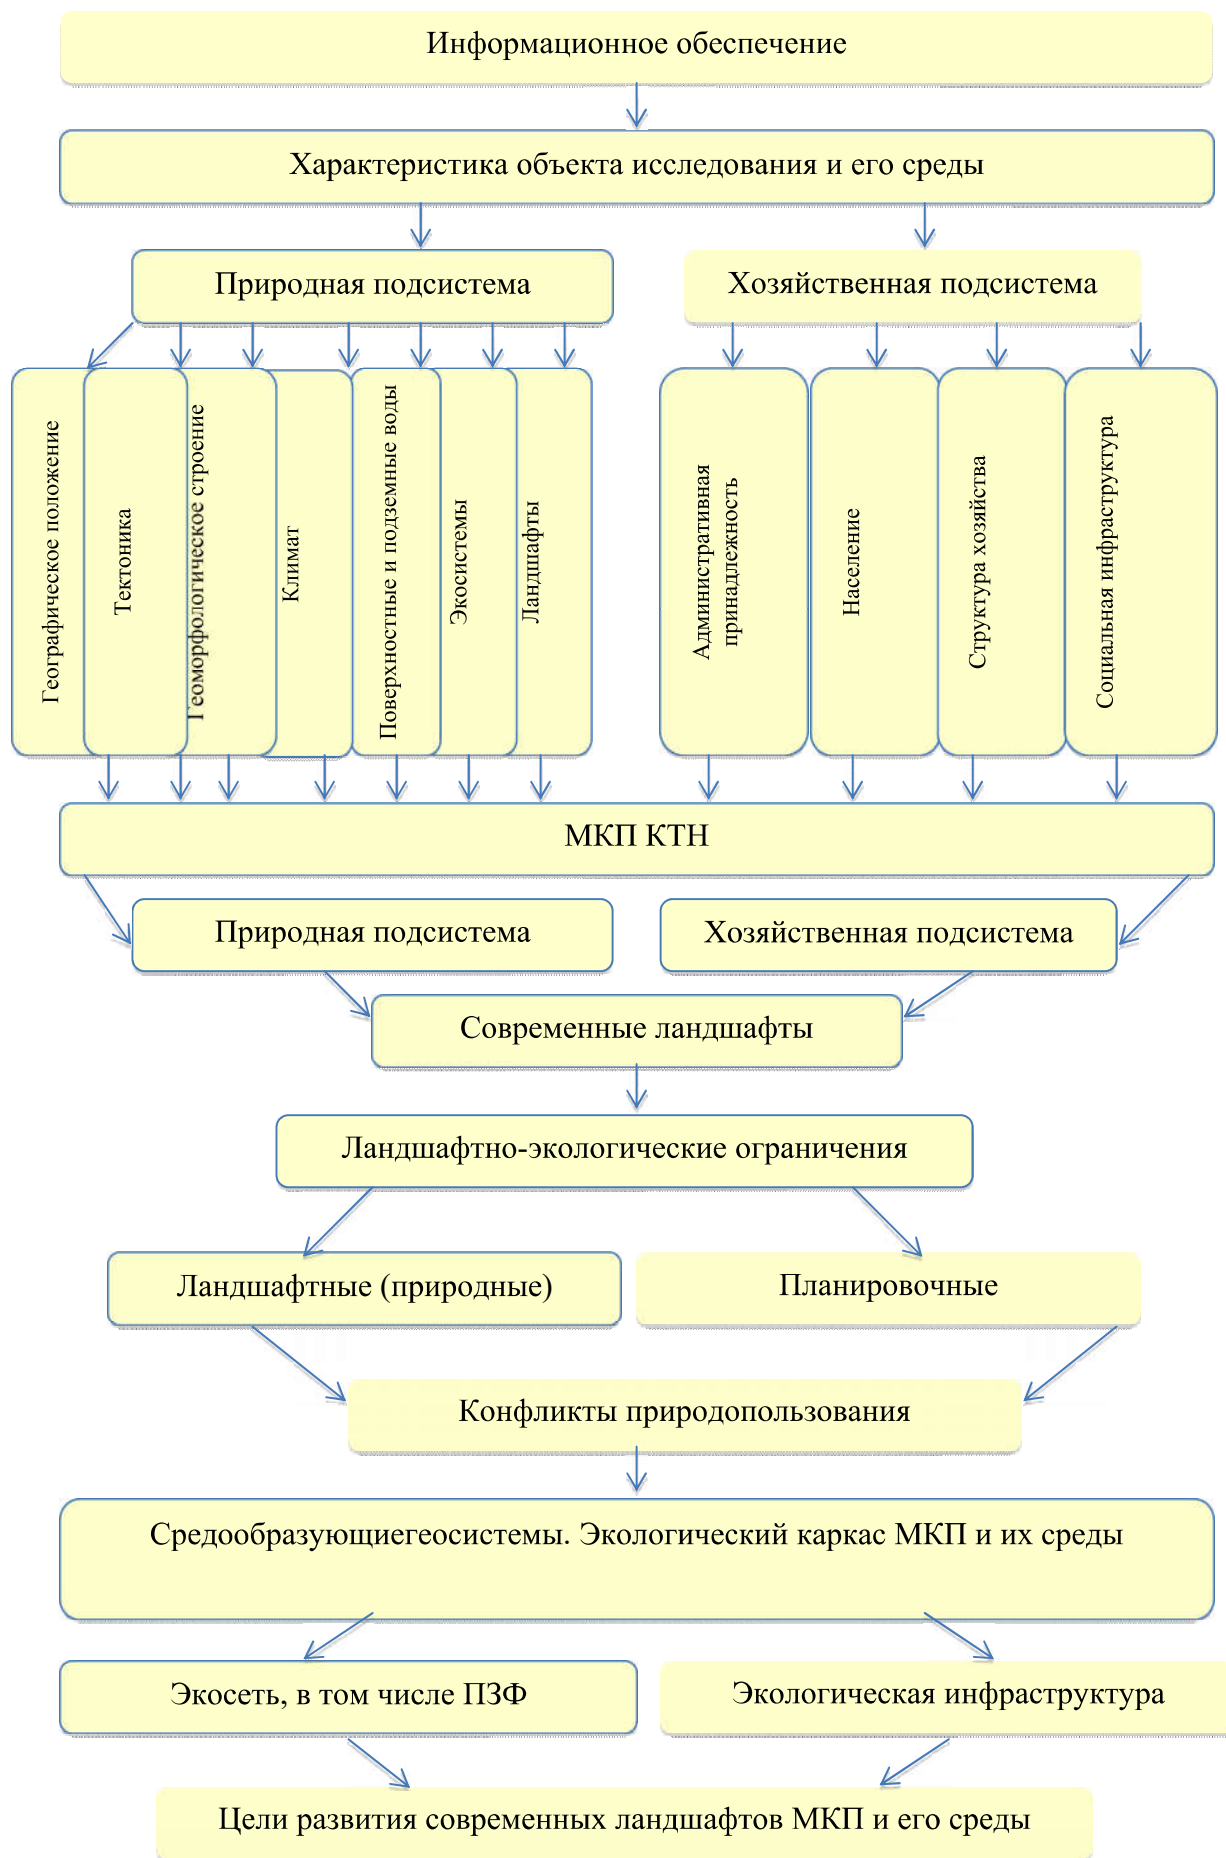 Информационное обеспечение
Характеристика объекта исследования и его среды
Природная подсистема
Хозяйственная подсистема
Географическое положение
Тектоника
Геоморфологическое строение
Климат
Поверхностные и подземные воды
Экосистемы
Ландшафты
Административная
принадлежность
Население
Структура хозяйства
Социальная инфраструктура
МКП КТН
Природная подсистема
Хозяйственная подсистема
Современные ландшафты
Ландшафтно-экологические ограничения
Ландшафтные (природные)
Планировочные
Конфликты природопользования
Средообразующиегеосистемы. Экологический каркас МКП и их среды
Экосеть, в том числе ПЗФ
Экологическая инфраструктура
Цели развития современных ландшафтов МКП и его среды